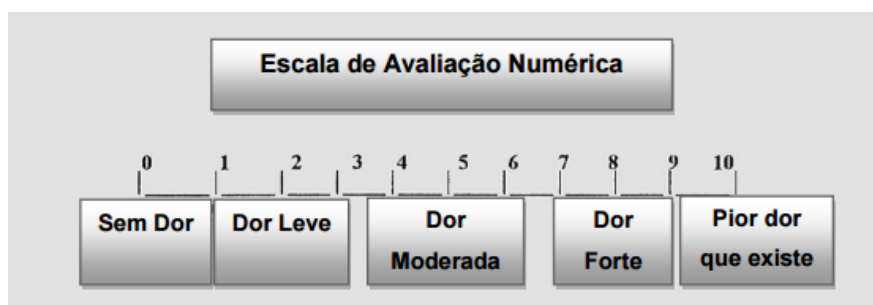 Escala de Avaliação Numérica
0 1 2 3 4 5 6 7 8 9 10
Sem Dor Dor Leve Dor Dor Pior dor
Moderada Forte que existe